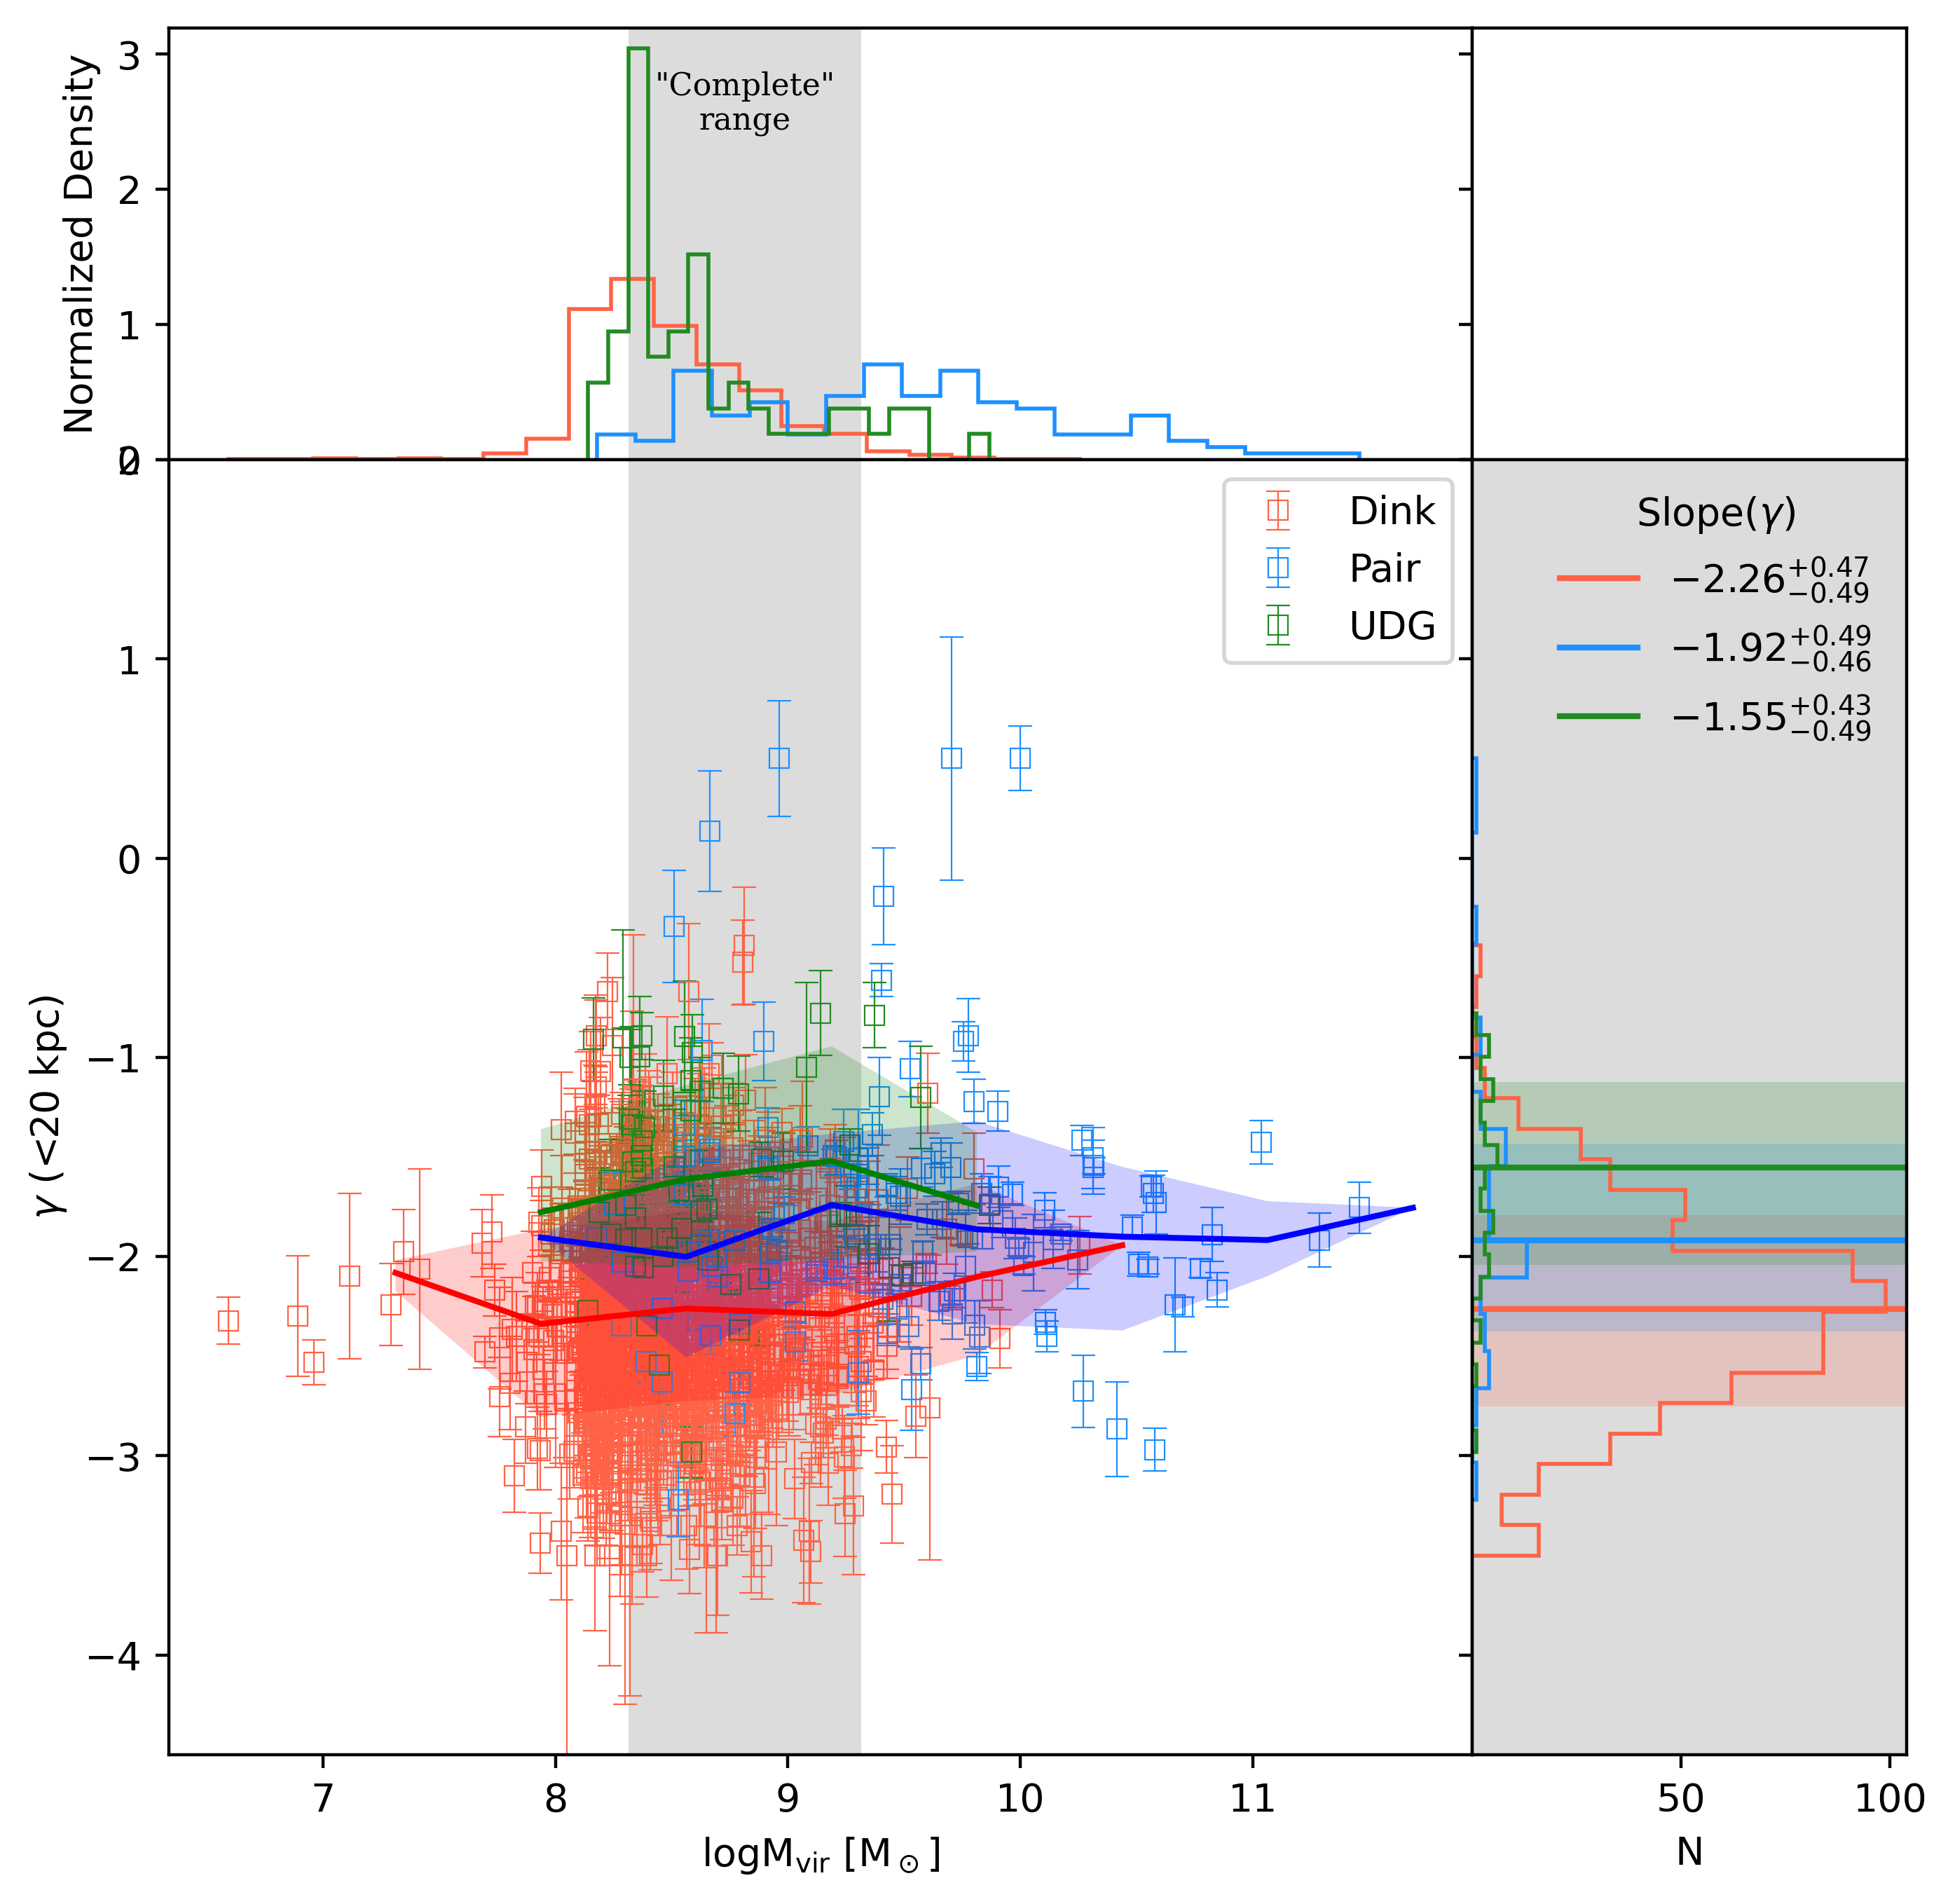 Normalized Density
3
2
1
0
"Complete"
range
2
1
0
−1
−2
−3
−4
γ (<20 kpc)
Dink
Pair
UDG
Slope(γ)
−2.26 +0.47 −0.49
−1.92 +0.49 −0.46
−1.55 +0.43 −0.49
7 8 9 10 11
50 100
logMvir [M⊙]
N